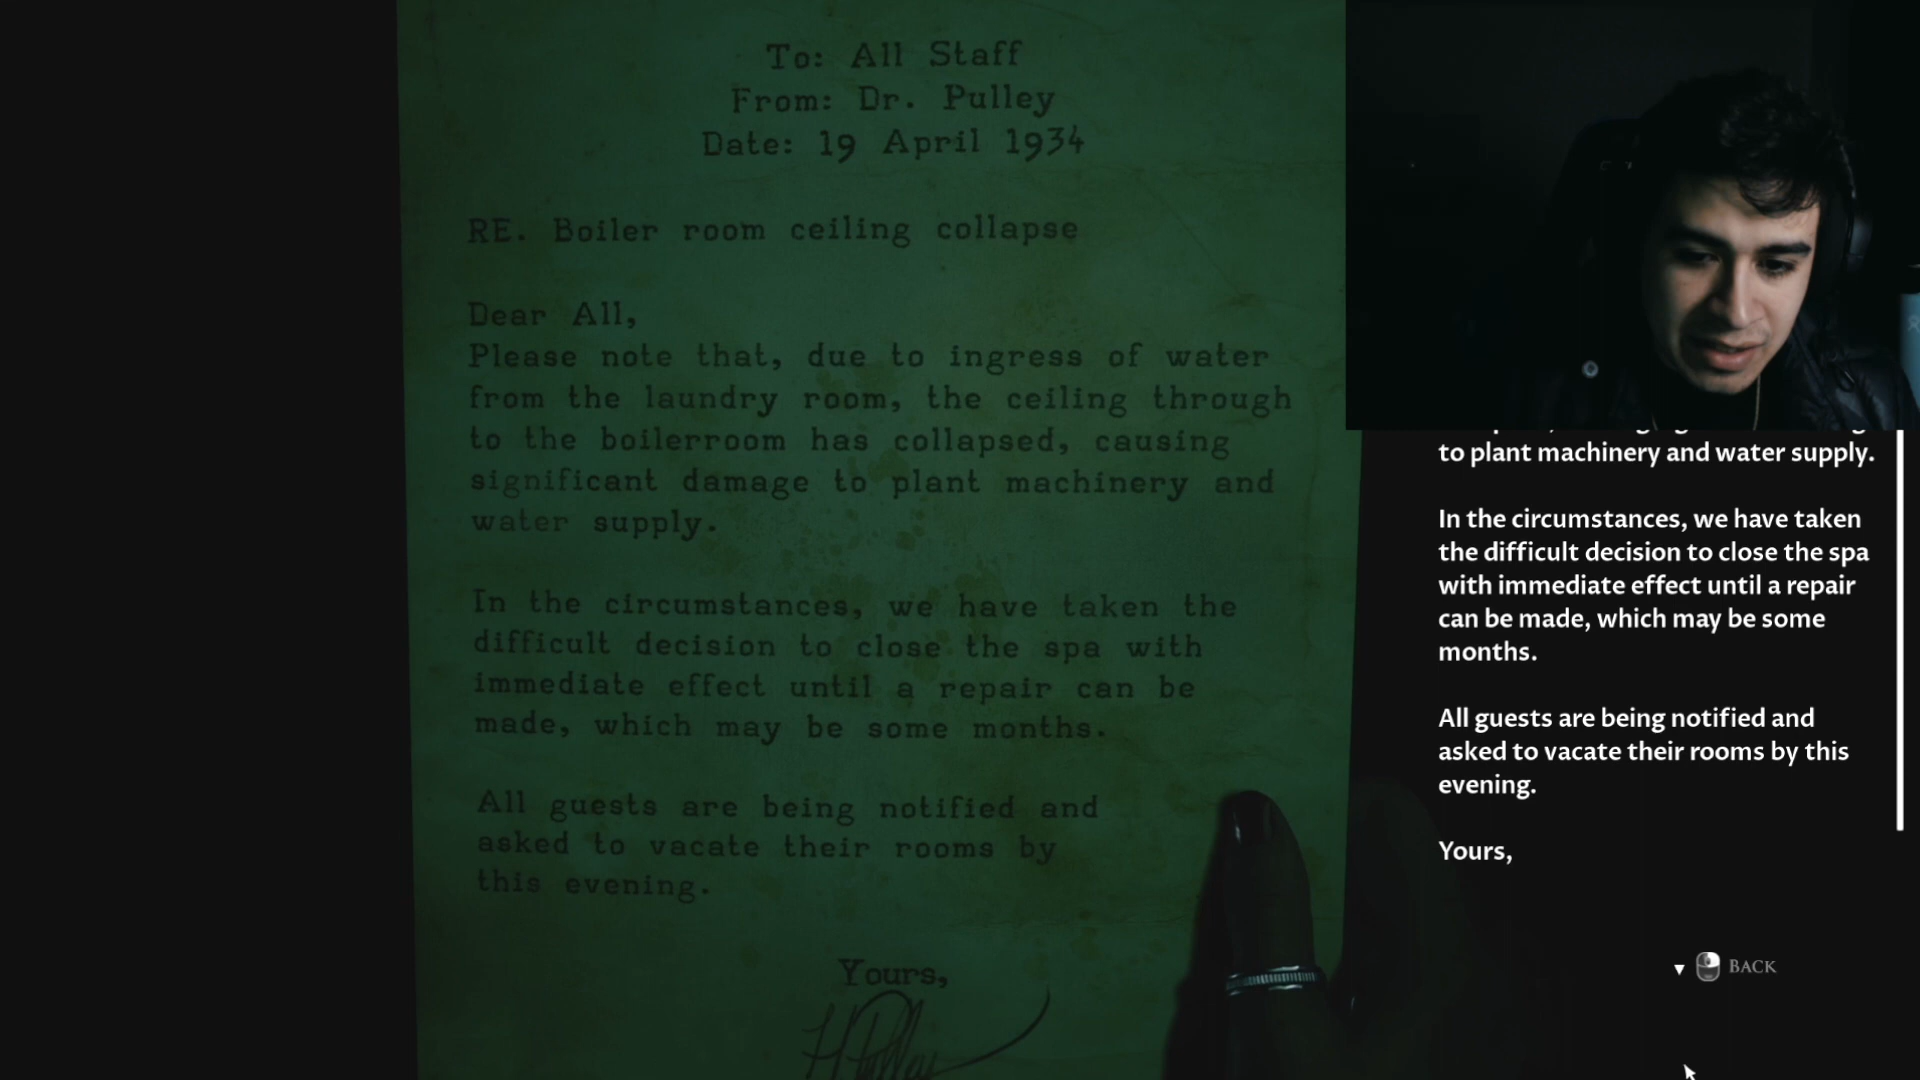 To: All Staff
From: Dr. Pulley
Date: 19 April 1934
RE. Boiler room ceiling collapse
Dear All,
Please note that, due to ingress of water
from the laundry room, the ceiling through
to the boilerroom has collapsed, causing
significant damage to plant machinery and
water supply.
In the circumstances, we have taken the
difficult decision to close the spa with
immediate effect until a repair can be
made, which may be some months.
All guests are being notified and
asked to vacate their rooms by
this evening.
Yours,
H Pulley
to plant machinery and water supply.
In the circumstances, we have taken
the difficult decision to close the spa
with immediate effect until a repair
can be made, which may be some
months.
All guests are being notified and
asked to vacate their rooms by this
evening.
Yours,
BACK